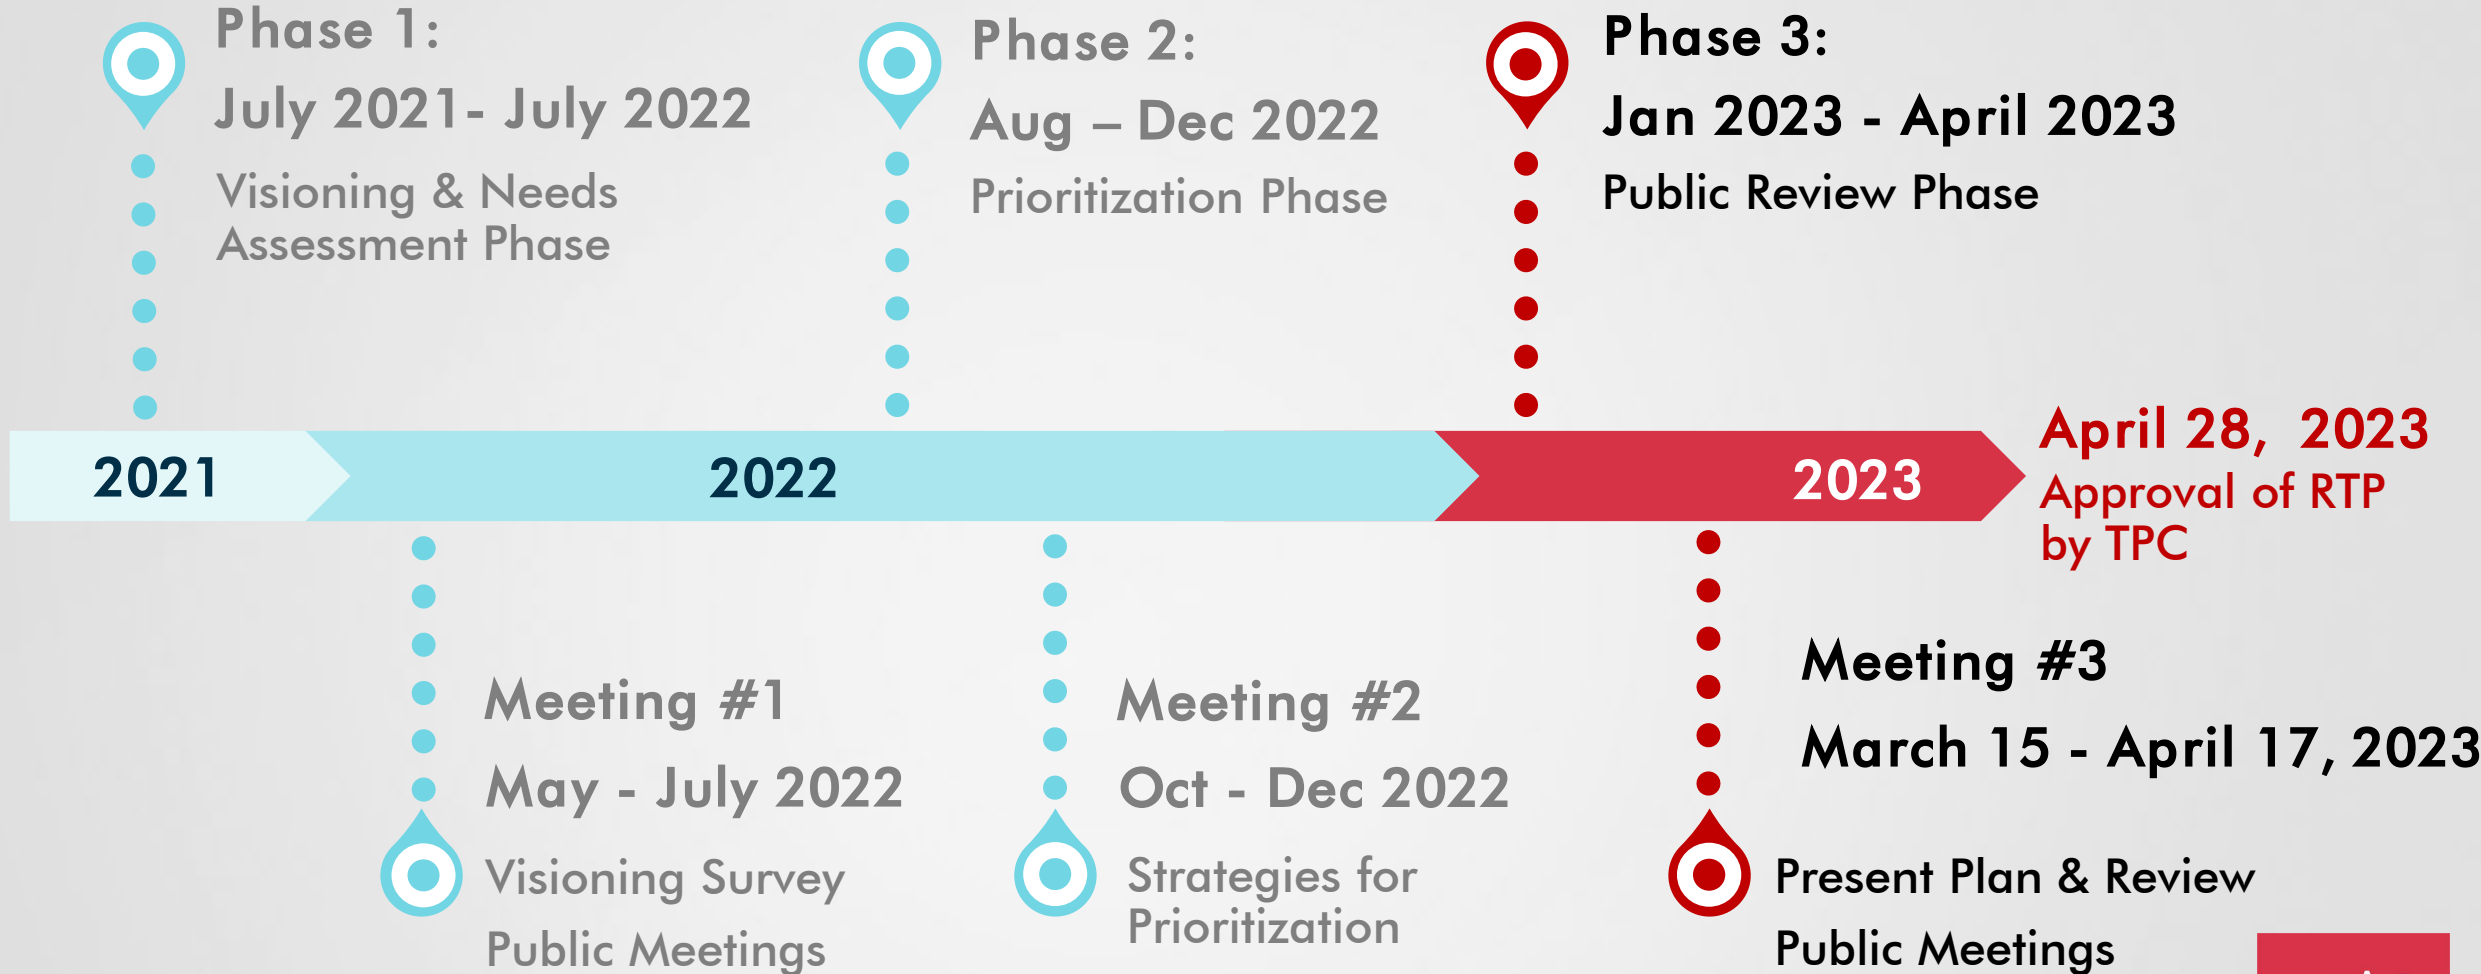 Phase 1:
July 2021- July 2022
Visioning & Needs
Assessment Phase
Phase 2:
Aug – Dec 2022
Prioritization Phase
Phase 3:
Jan 2023 - April 2023
Public Review Phase
2021
2022
2023
April 28, 2023
Approval of RTP
by TPC
Meeting #1
May - July 2022
Visioning Survey
Public Meetings
Meeting #2
Oct - Dec 2022
Strategies for
Prioritization
Meeting #3
March 15 - April 17, 2023
Present Plan & Review
Public Meetings